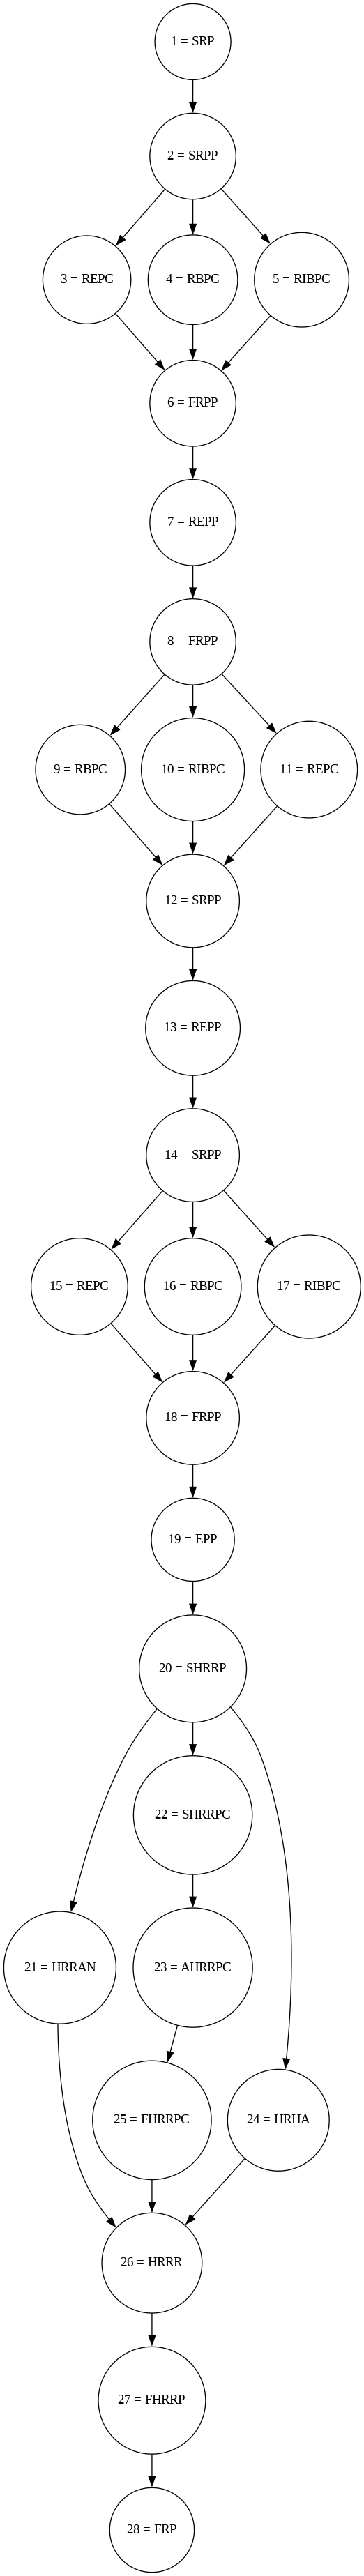 1 = SRP
2 = SRPP
3 = REPC
4 = RBPC
5 = RIBPC
6 = FRPP
7 = REPP
8 = FRPP
9 = RBPC
10 = RIBPC
11 = REPC
12 = SRPP
13 = REPP
14 = SRPP
15 = REPC
16 = RBPC
17 = RIBPC
18 = FRPP
19 = EPP
20 = SHRRP
22 = SHRRPC
21 = HRRAN
23 = AHRRPC
25 = FHRRPC
24 = HRHA
26 = HRRR
27 = FHRRP
28 = FRP